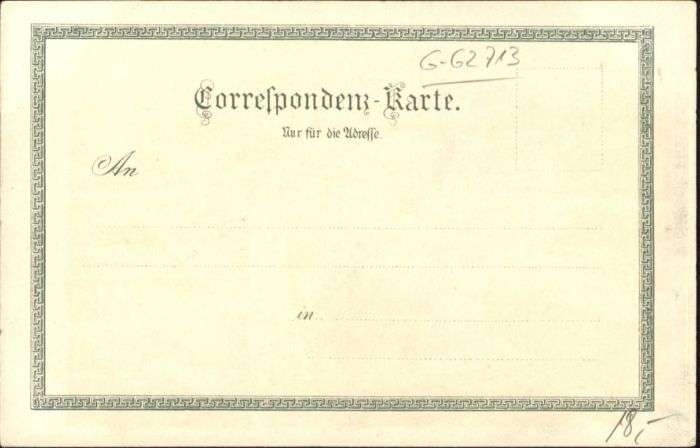 G-G2713
Correspondenz-Karte.
Nur für die Adresse.
An
in
18,-